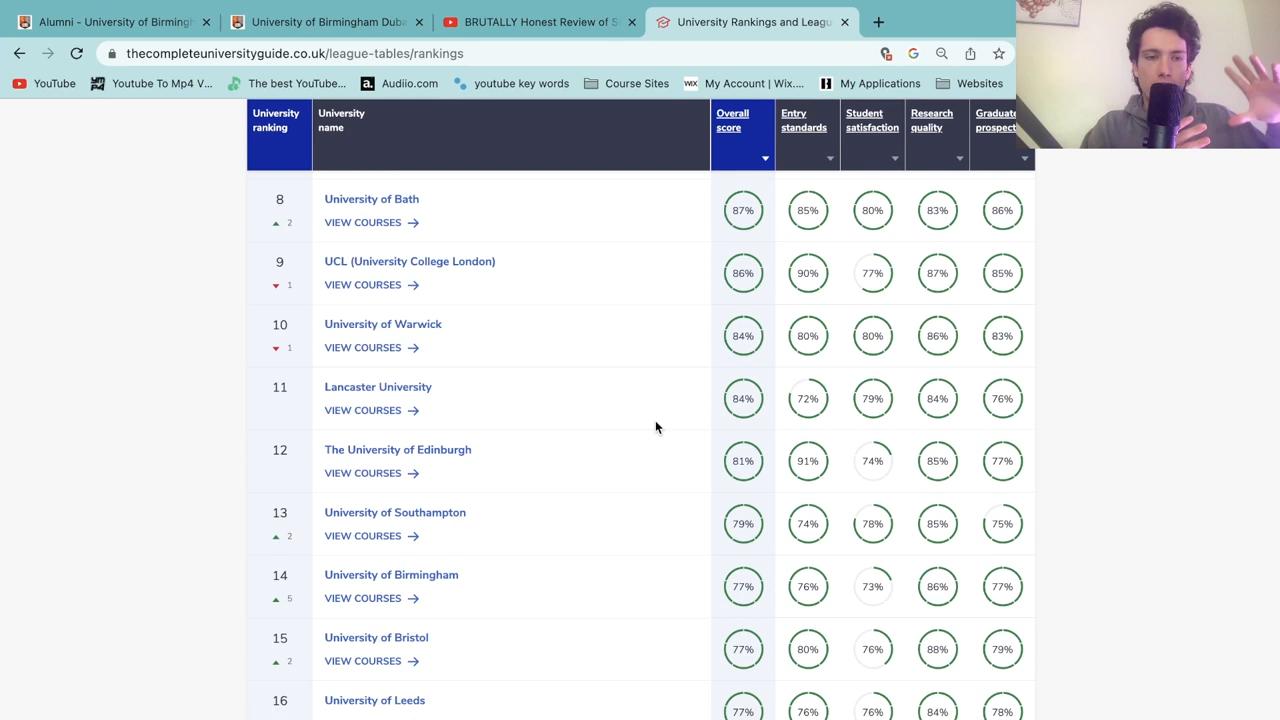 Alumni - University of Birmingh
University of Birmingham Duba
BRUTALLY Honest Review of S
University Rankings and Leagu
thecompleteuniversityguide.co.uk/league-tables/rankings
YouTube
Youtube To Mp4 V...
The best YouTube...
Audiio.com
youtube key words
Course Sites
My Account | Wix....
My Applications
Websites
University ranking
University name
Overall score
Entry standards
Student satisfaction
Research quality
Graduate prospect
8 University of Bath 87% 85% 80% 83% 86%
2 VIEW COURSES
9 UCL (University College London) 86% 90% 77% 87% 85%
1 VIEW COURSES
10 University of Warwick 84% 80% 80% 86% 83%
1 VIEW COURSES
11 Lancaster University 84% 72% 79% 84% 76%
VIEW COURSES
12 The University of Edinburgh 81% 91% 74% 85% 77%
VIEW COURSES
13 University of Southampton 79% 74% 78% 85% 75%
2 VIEW COURSES
14 University of Birmingham 77% 76% 73% 86% 77%
5 VIEW COURSES
15 University of Bristol 77% 80% 76% 88% 79%
2 VIEW COURSES
16 University of Leeds 77% 76% 76% 84% 78%